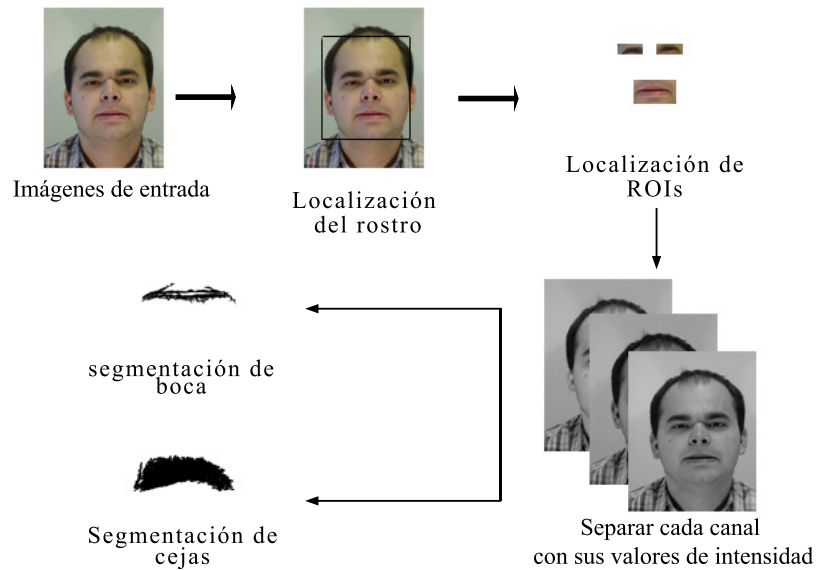 Imágenes de entrada
Localización
del rostro
Localización de
ROIs
segmentación de
boca
Segmentación de
cejas
Separar cada canal
con sus valores de intensidad